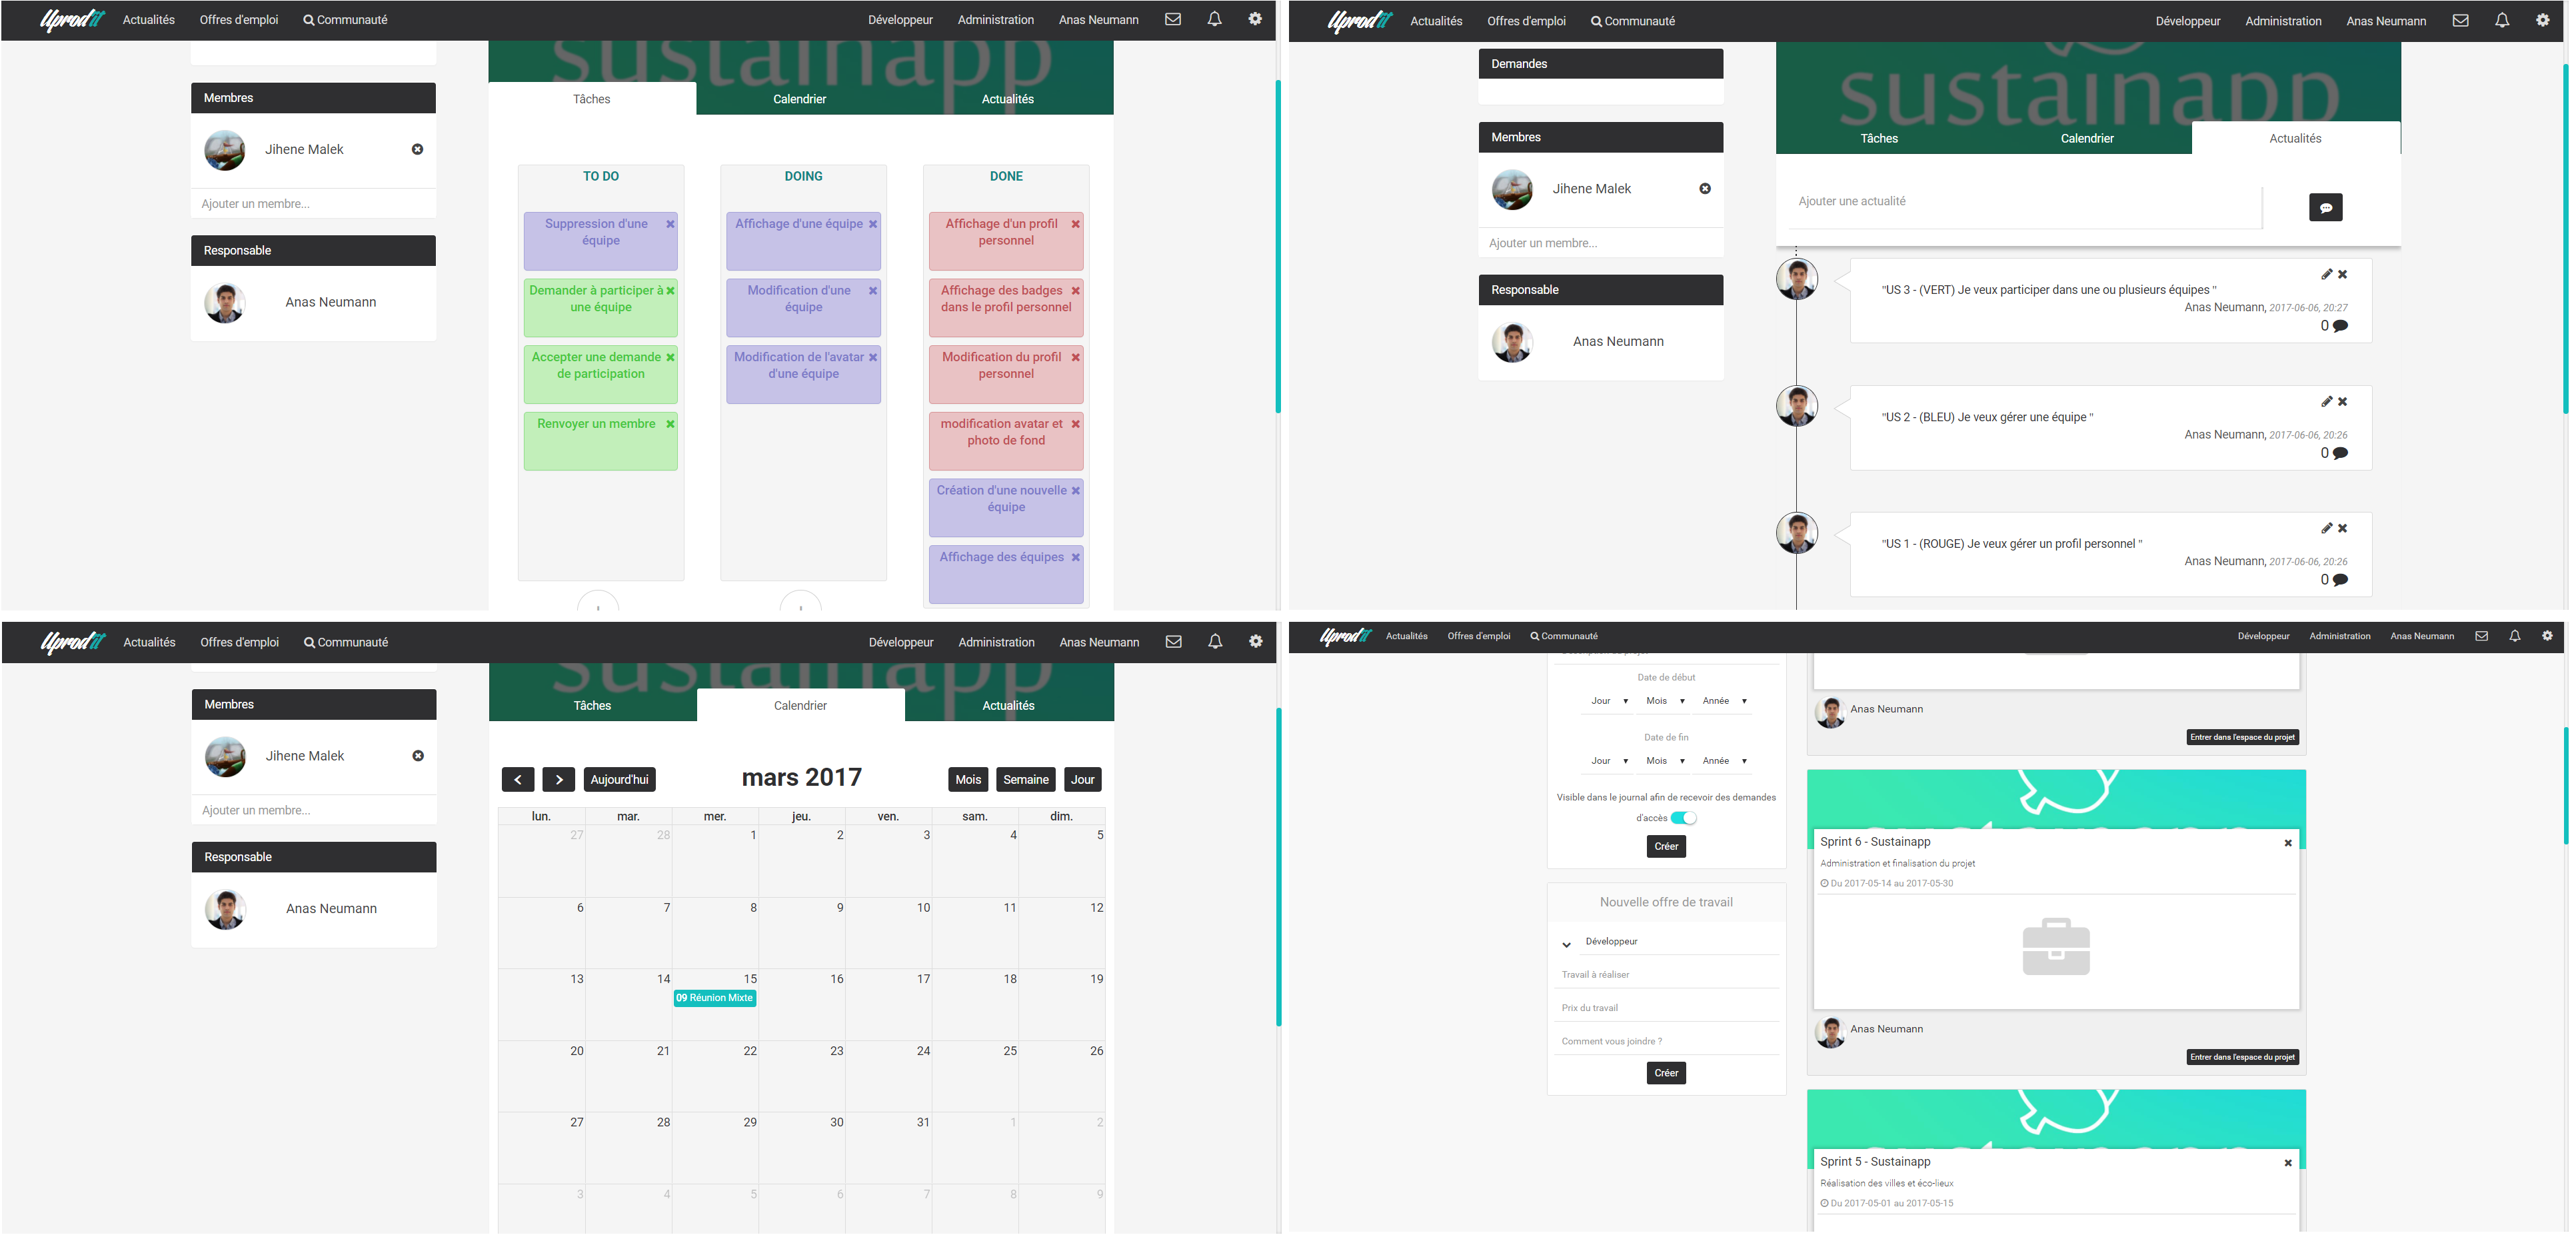 Uprodit Actualités Offres d'emploi Communauté Développeur Administration Anas Neumann
sustainapp
Membres
Jihene Malek
Ajouter un membre...
Responsable
Anas Neumann
Tâches Calendrier Actualités
TO DO
Suppression d'une
équipe
Demander à participer à
une équipe
Accepter une demande
de participation
Renvoyer un membre
DOING
Affichage d'une équipe
Modification d'une
équipe
Modification de l'avatar
d'une équipe
DONE
Affichage d'un profil
personnel
Affichage des badges
dans le profil personnel
Modification du profil
personnel
modification avatar et
photo de fond
Création d'une nouvelle
équipe
Affichage des équipes
Uprodit Actualités Offres d'emploi Communauté Développeur Administration Anas Neumann
Demandes
Membres
Jihene Malek
Ajouter un membre...
Responsable
Anas Neumann
sustainapp
Tâches Calendrier Actualités
Ajouter une actualité
"US 3 - (VERT) Je veux participer dans une ou plusieurs équipes "
Anas Neumann, 2017-06-06, 20:27
0
"US 2 - (BLEU) Je veux gérer une équipe "
Anas Neumann, 2017-06-06, 20:26
0
"US 1 - (ROUGE) Je veux gérer un profil personnel "
Anas Neumann, 2017-06-06, 20:26
0
Uprodit Actualités Offres d'emploi Communauté Développeur Administration Anas Neumann
sustainapp
Membres
Jihene Malek
Ajouter un membre...
Responsable
Anas Neumann
Tâches Calendrier Actualités
Aujourd'hui mars 2017 Mois Semaine Jour
lun. mar. mer. jeu. ven. sam. dim.
27 28 1 2 3 4 5
6 7 8 9 10 11 12
13 14 15 16 17 18 19
09 Réunion Mixte
20 21 22 23 24 25 26
27 28 29 30 31 1 2
3 4 5 6 7 8 9
Uprodit Actualités Offres d'emploi Communauté Développeur Administration Anas Neumann
Date de début
Jour Mois Année
Date de fin
Jour Mois Année
Visible dans le journal afin de recevoir des demandes
d'accès
Créer
Nouvelle offre de travail
Développeur
Travail à réaliser
Prix du travail
Comment vous joindre ?
Créer
Anas Neumann
Entrer dans l'espace du projet
Sprint 6 - Sustainapp
Administration et finalisation du projet
Du 2017-05-14 au 2017-05-30
Anas Neumann
Entrer dans l'espace du projet
Sprint 5 - Sustainapp
Réalisation des villes et éco-lieux
Du 2017-05-01 au 2017-05-15